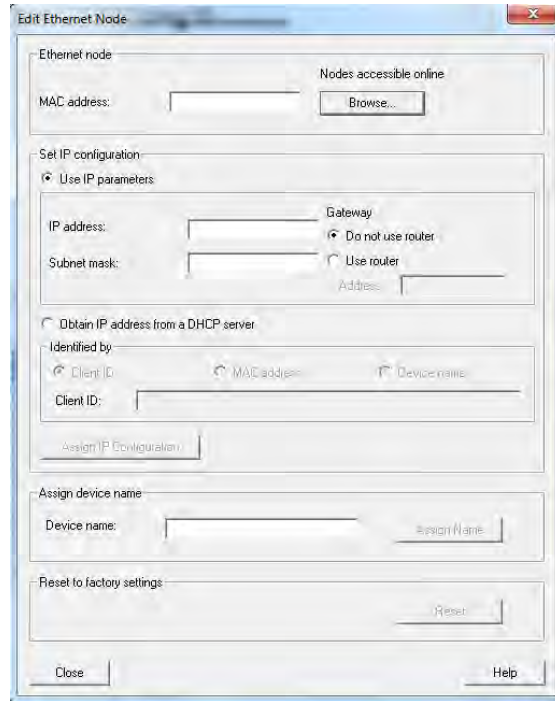 Edit Ethernet Node
Ethernet node
Nodes accessible online
MAC address:
Browse...
Set IP configuration
Use IP parameters
Gateway
IP address:
Do not use router
Subnet mask:
Use router
Address:
Obtain IP address from a DHCP server
Identified by
Client ID
MAC address
Device name
Client ID:
Assign IP Configuration
Assign device name
Device name:
Assign Name
Reset to factory settings
Reset
Close
Help